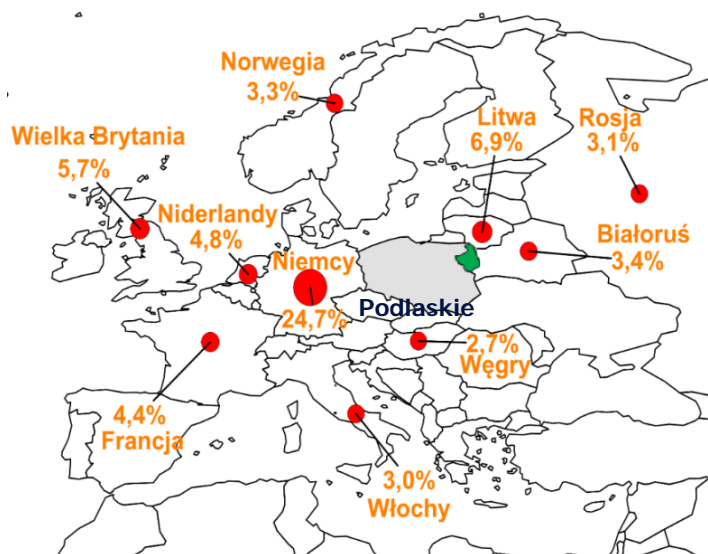 Norwegia
3,3%
Litwa
6,9%
Rosja
3,1%
Wielka Brytania
5,7%
Niderlandy
4,8%
Niemcy
24,7%
Białoruś
3,4%
Podlaskie
2,7%
Węgry
4,4%
Francja
3,0%
Włochy